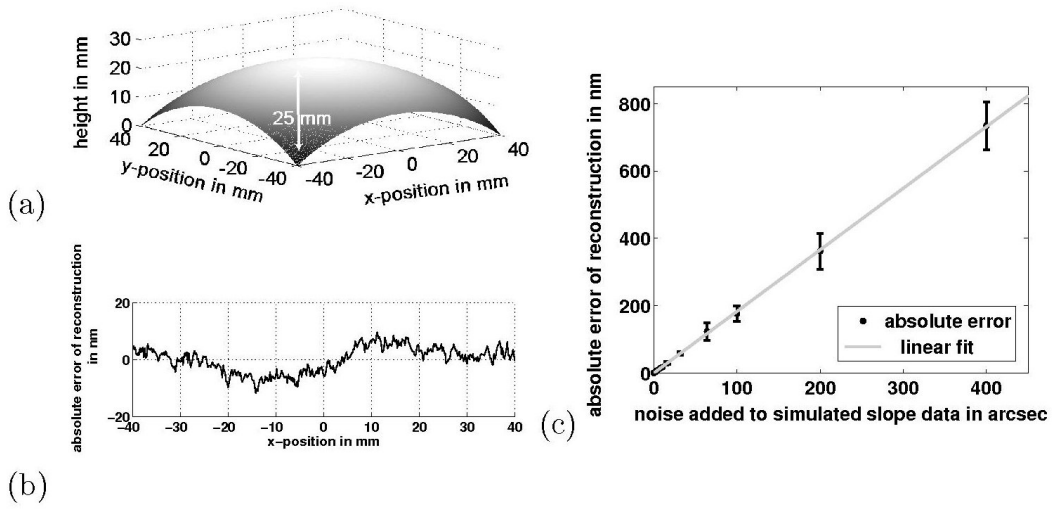 height in mm
30
20
10
0
25 mm
40
20
0
-20
-40
y-position in mm
-40
-20
0
20
40
x-position in mm
(a)
absolute error of reconstruction
in nm
20
0
−20
−40
−30
−20
−10
0
10
20
30
40
x−position in mm
(b)
absolute error of reconstruction in nm
800
600
400
200
0
0
100
200
300
400
noise added to simulated slope data in arcsec
absolute error
linear fit
(c)